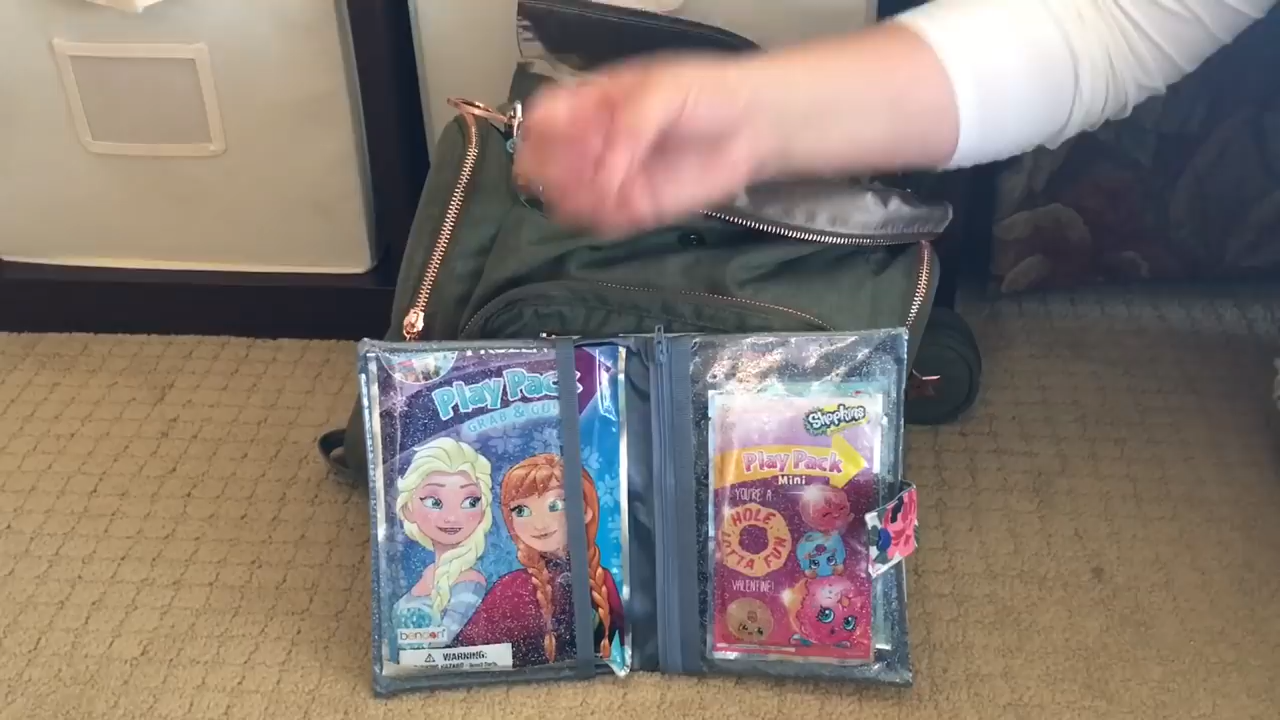 Play Pack
GRAB & GO!
bendon
WARNING:
Shopkins
Play Pack
Mini
YOU'RE A
HOLE
LOTTA FUN
VALENTINE!